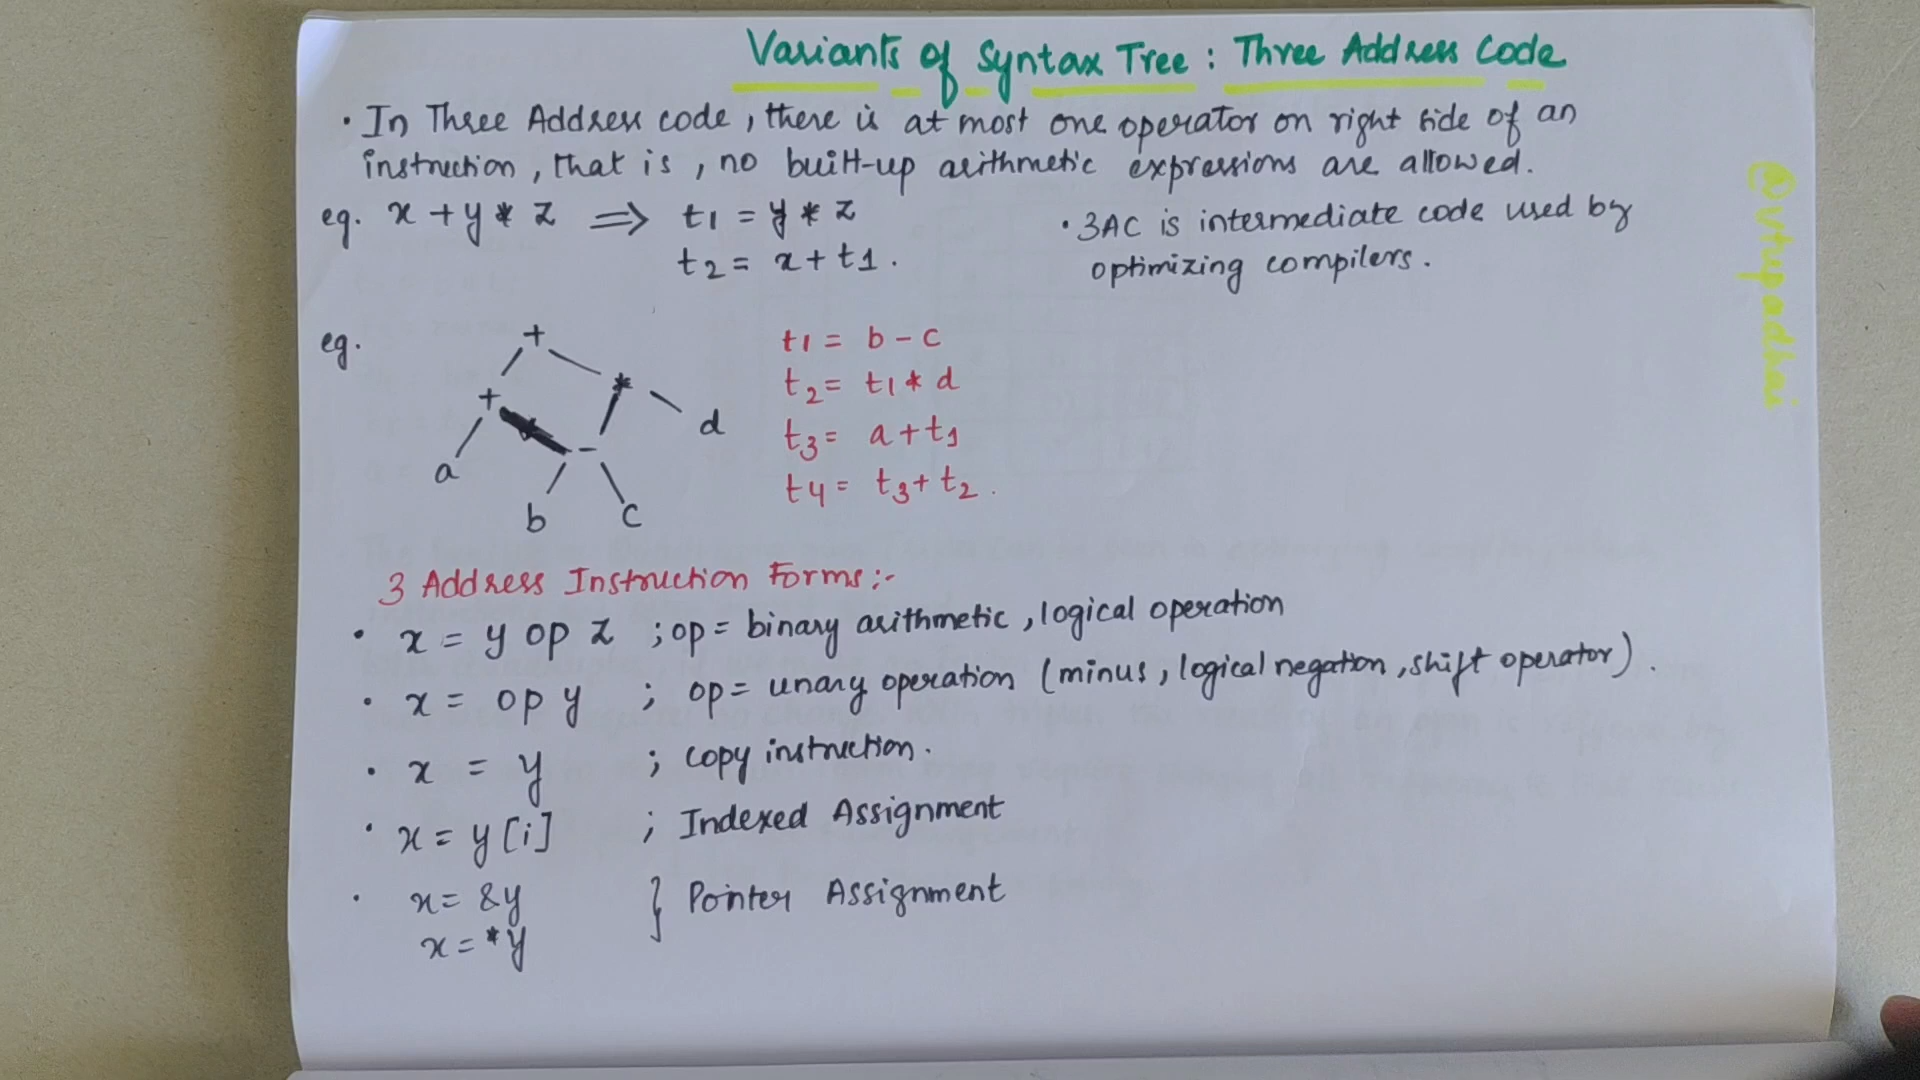 Variants of Syntax Tree : Three Address Code
• In Three Address code, there is at most one operator on right side of an
instruction, that is, no built-up arithmetic expressions are allowed.
eg. x + y * z ⟹ t1 = y * z
t2 = x + t1.
• 3AC is intermediate code used by
optimizing compilers.
@vtupadhai
eg.
+
+ *
a - d
b c
t1 = b - c
t2 = t1 * d
t3 = a + t1
t4 = t3 + t2.
3 Address Instruction Forms :-
• x = y op z ; op = binary arithmetic, logical operation
• x = op y ; op = unary operation (minus, logical negation, shift operator).
• x = y ; copy instruction.
• x = y [i] ; Indexed Assignment
• x = &y } Pointer Assignment
x = *y